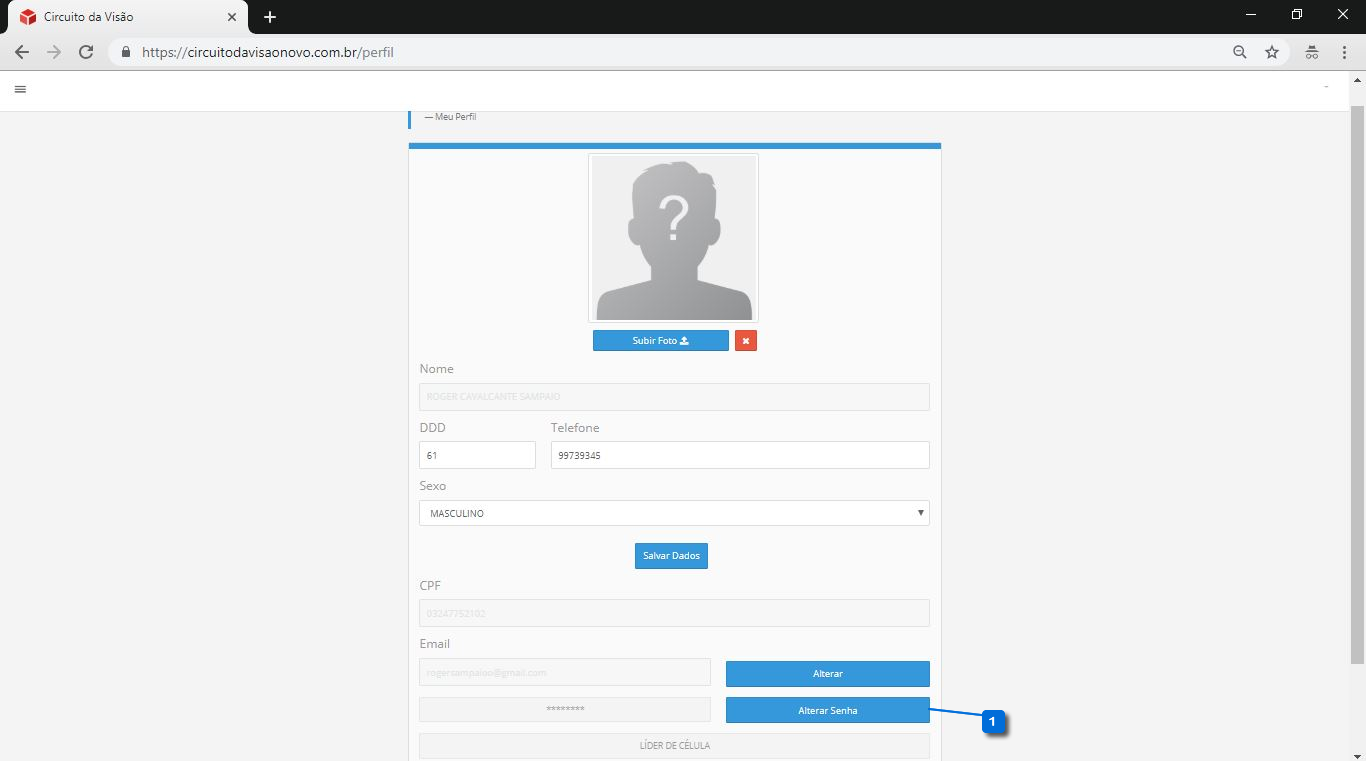 Circuito da Visão
https://circuitodavisaonovo.com.br/perfil
— Meu Perfil
?
Subir Foto
Nome
ROGER CAVALCANTE SAMPAIO
DDD Telefone
61 99739345
Sexo
MASCULINO
Salvar Dados
CPF
03247752102
Email
rogersampaioo@gmail.com Alterar
******** Alterar Senha
1
LÍDER DE CÉLULA